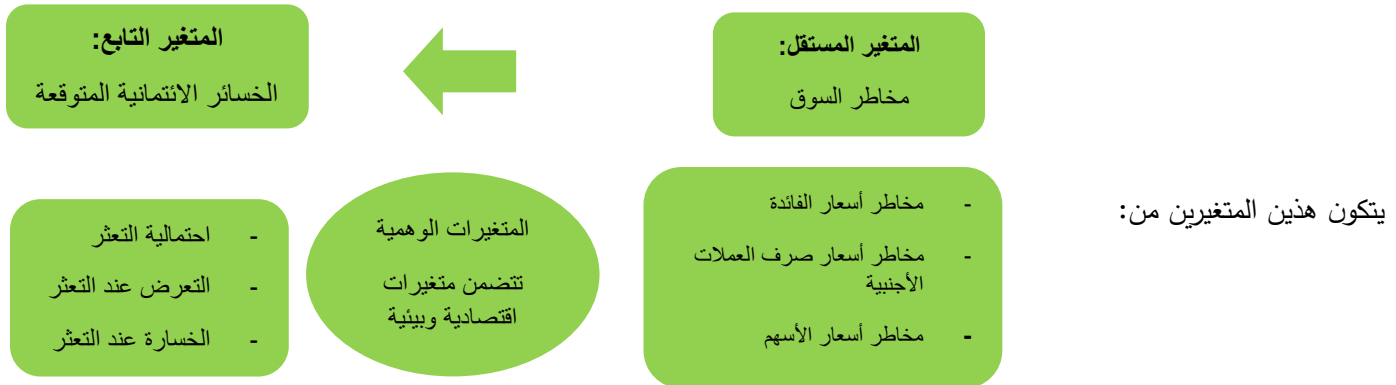 المتغير المستقل:
مخاطر السوق
المتغير التابع:
الخسائر الائتمانية المتوقعة
يتكون هذين المتغيرين من:
- مخاطر أسعار الفائدة
- مخاطر أسعار صرف العملات
الأجنبية
- مخاطر أسعار الأسهم
المتغيرات الوهمية
تتضمن متغيرات
اقتصادية وبيئية
- احتمالية التعثر
- التعرض عند التعثر
- الخسارة عند التعثر